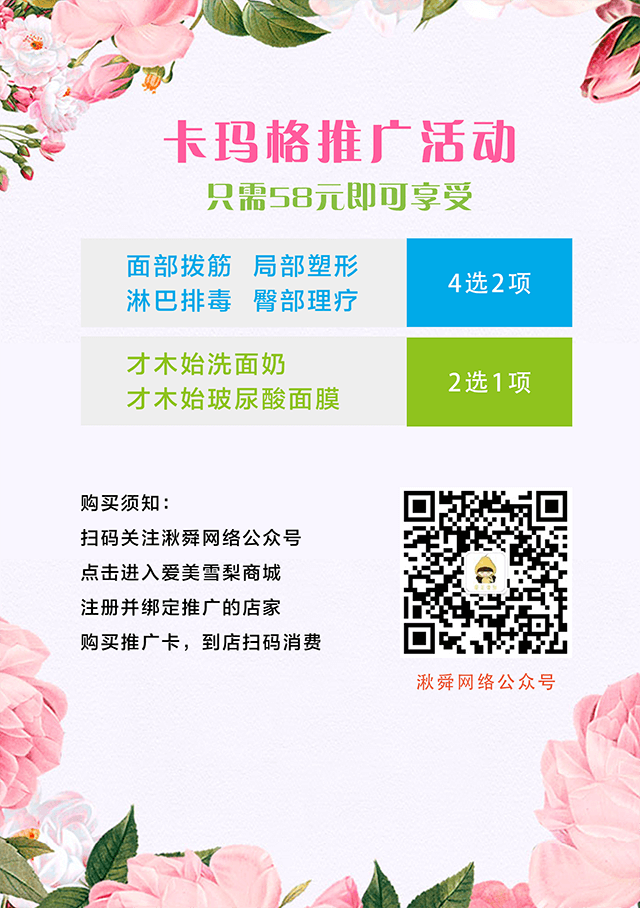 卡玛格推广活动
只需58元即可享受
面部拨筋 局部塑形
淋巴排毒 臀部理疗
4选2项
才木始洗面奶
才木始玻尿酸面膜
2选1项
购买须知：
扫码关注湫舜网络公众号
点击进入爱美雪梨商城
注册并绑定推广的店家
购买推广卡，到店扫码消费
湫舜网络公众号